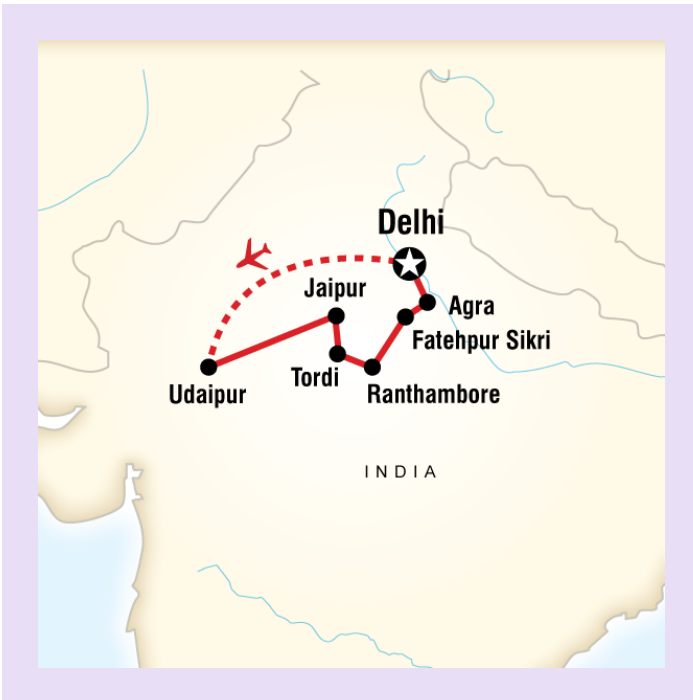 Delhi
Jaipur
Agra
Fatehpur Sikri
Tordi
Udaipur
Ranthambore
INDIA